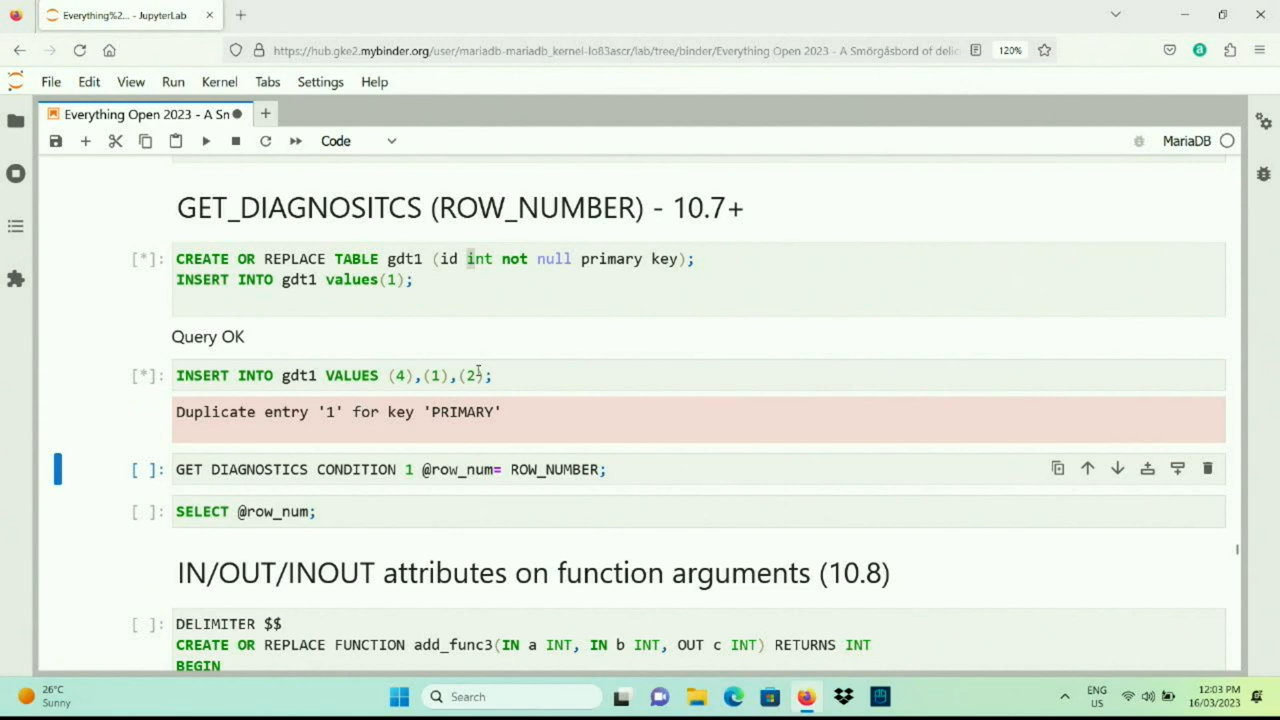 Everything%2... - JupyterLab
https://hub.gke2.mybinder.org/user/mariadb-mariadb_kernel-lo83ascr/lab/tree/binder/Everything Open 2023 - A Smörgåsbord of delic
120%
File Edit View Run Kernel Tabs Settings Help
Everything Open 2023 - A Sn
Code
MariaDB
GET_DIAGNOSITCS (ROW_NUMBER) - 10.7+
[*]: CREATE OR REPLACE TABLE gdt1 (id int not null primary key);
INSERT INTO gdt1 values(1);
Query OK
[*]: INSERT INTO gdt1 VALUES (4),(1),(2);
Duplicate entry '1' for key 'PRIMARY'
[ ]: GET DIAGNOSTICS CONDITION 1 @row_num= ROW_NUMBER;
[ ]: SELECT @row_num;
IN/OUT/INOUT attributes on function arguments (10.8)
[ ]: DELIMITER $$
CREATE OR REPLACE FUNCTION add_func3(IN a INT, IN b INT, OUT c INT) RETURNS INT
BEGIN
26°C
Sunny
Search
ENG
US
12:03 PM
16/03/2023